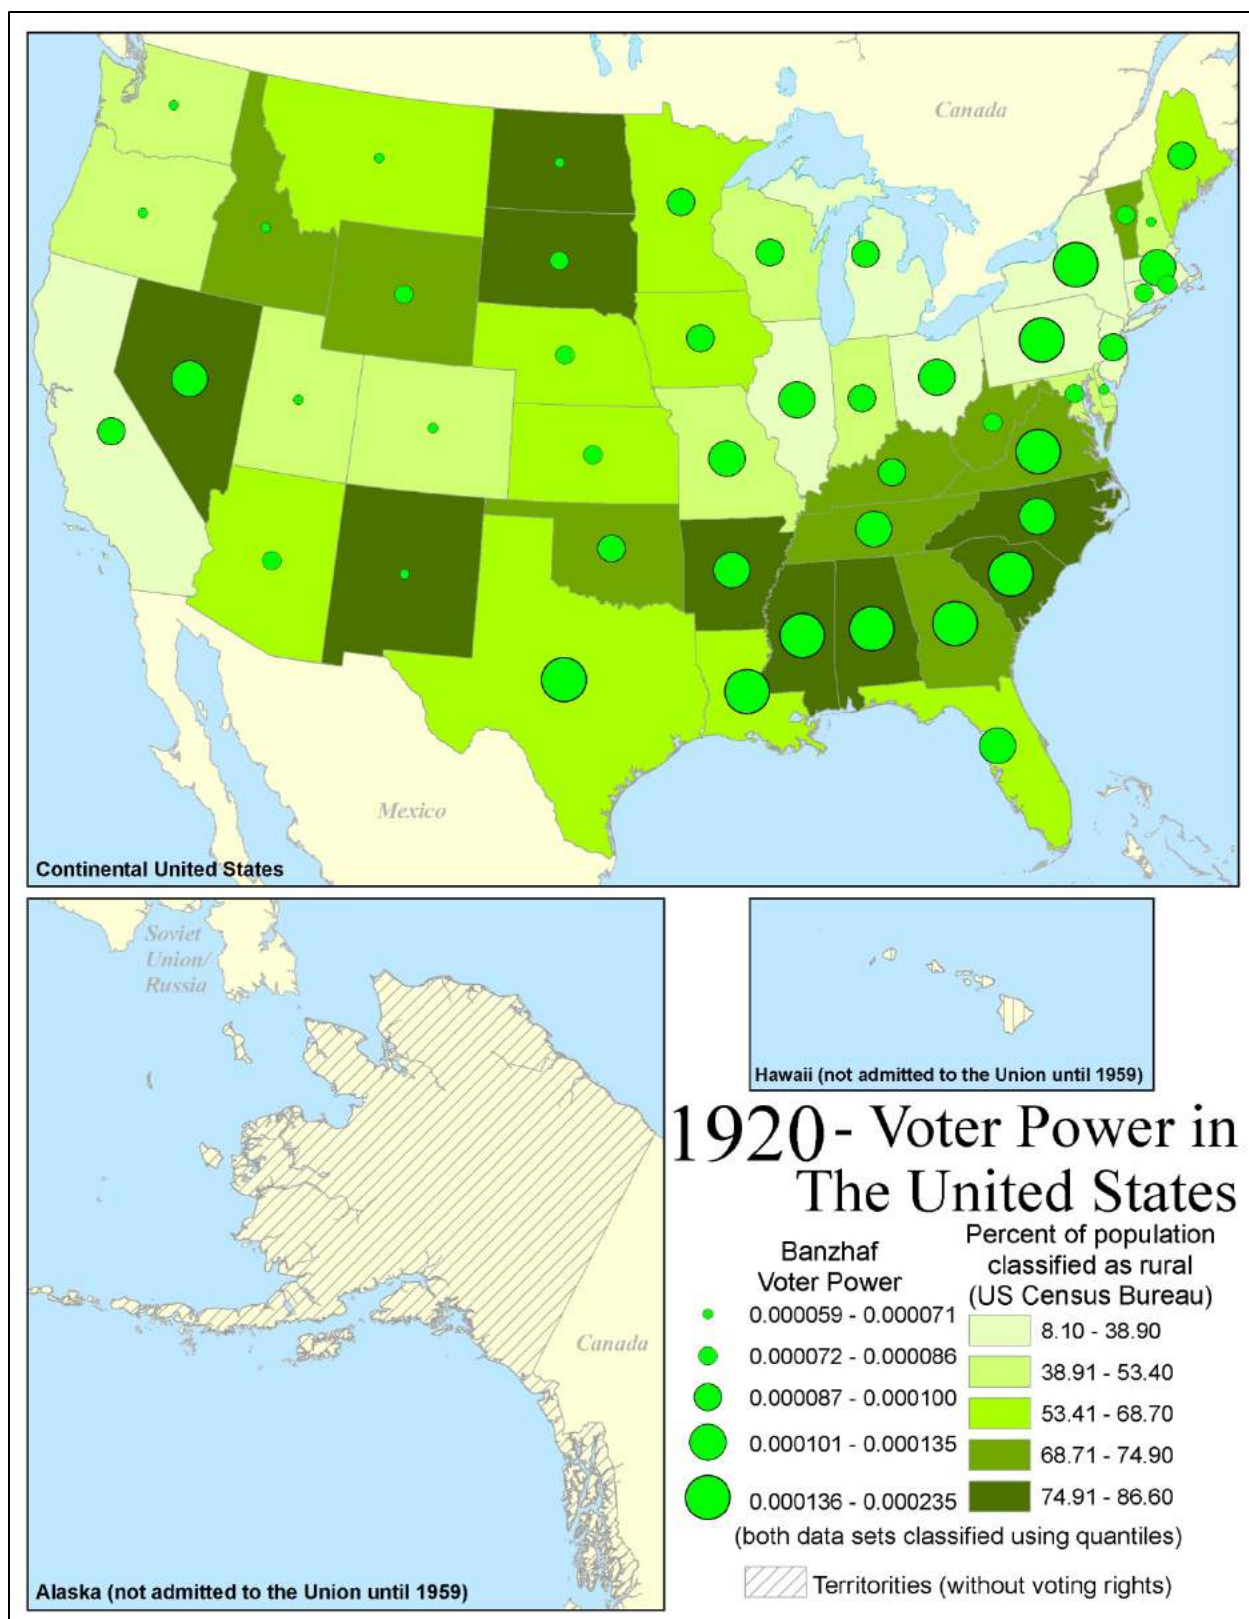 Canada
Mexico
Continental United States
Soviet
Union/
Russia
Canada
Alaska (not admitted to the Union until 1959)
Hawaii (not admitted to the Union until 1959)
1920 - Voter Power in
The United States
Banzhaf
Voter Power
0.000059 - 0.000071
0.000072 - 0.000086
0.000087 - 0.000100
0.000101 - 0.000135
0.000136 - 0.000235
Percent of population
classified as rural
(US Census Bureau)
8.10 - 38.90
38.91 - 53.40
53.41 - 68.70
68.71 - 74.90
74.91 - 86.60
(both data sets classified using quantiles)
Territorities (without voting rights)